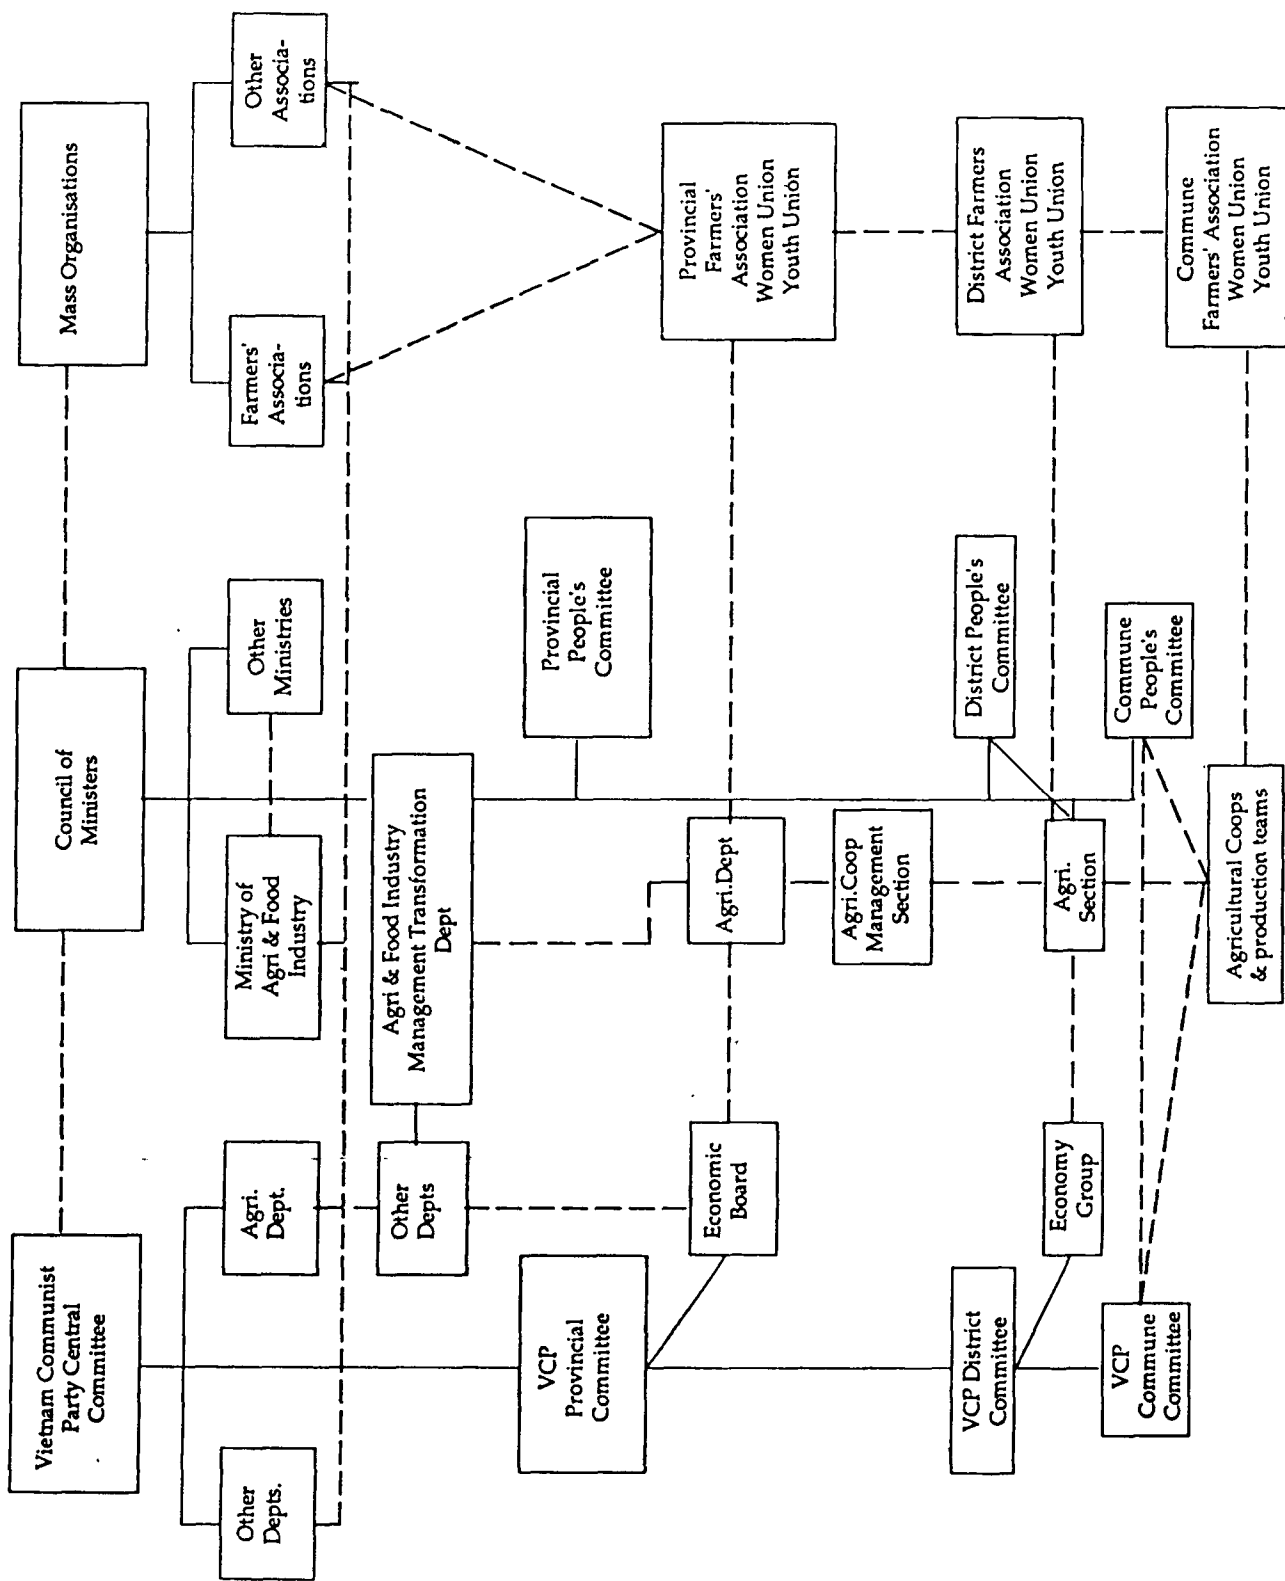 Vietnam Communist
Party Central
Committee
Council of
Ministers
Mass Organisations
Other
Depts.
Agri.
Dept.
Ministry of
Agri & Food
Industry
Other
Ministries
Farmers'
Associa-
tions
Other
Associa-
tions
Other
Depts
Agri & Food Industry
Management Transformation
Dept
VCP
Provincial
Committee
Provincial
People's
Committee
Economic
Board
Agri.Dept
Provincial
Farmers'
Association
Women Union
Youth Union
Agri.Coop
Management
Section
VCP District
Committee
District People's
Committee
District Farmers
Association
Women Union
Youth Union
Economy
Group
Agri.
Section
VCP
Commune
Committee
Commune
People's
Committee
Commune
Farmers' Association
Women Union
Youth Union
Agricultural Coops
& production teams